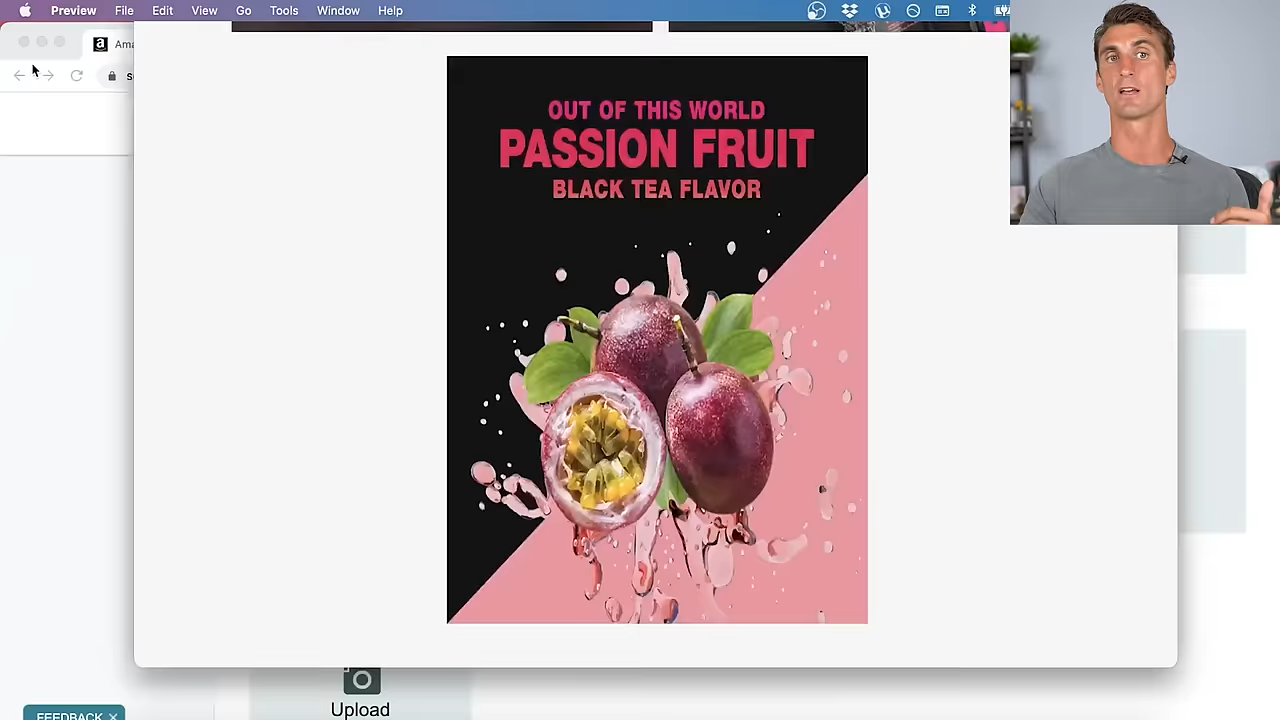 Preview File Edit View Go Tools Window Help
Ama
s
OUT OF THIS WORLD
PASSION FRUIT
BLACK TEA FLAVOR
Upload
FEEDBACK ×